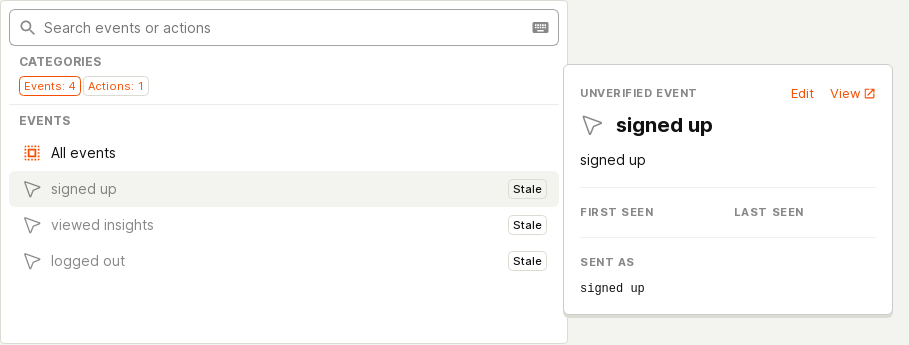 Search events or actions
CATEGORIES
Events: 4 Actions: 1
EVENTS
All events
signed up Stale
viewed insights Stale
logged out Stale
UNVERIFIED EVENT Edit View
signed up
signed up
FIRST SEEN LAST SEEN
SENT AS
signed up